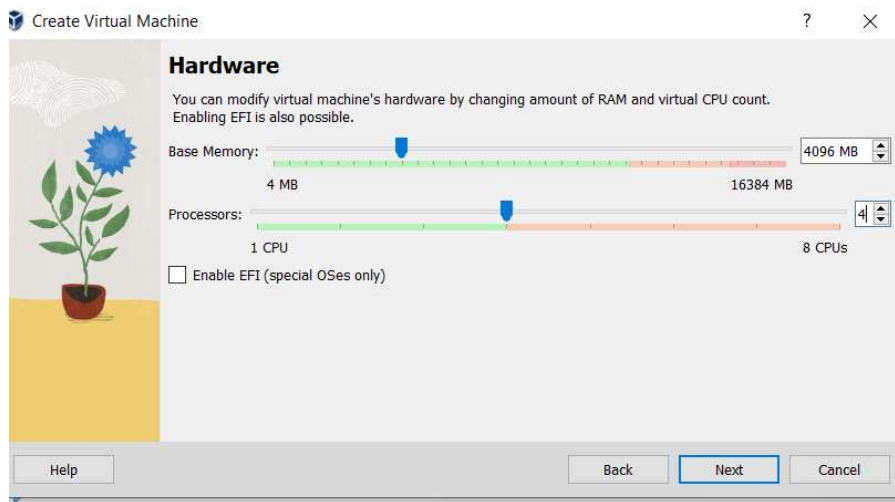 Create Virtual Machine
Hardware
You can modify virtual machine's hardware by changing amount of RAM and virtual CPU count.
Enabling EFI is also possible.
Base Memory: 4096 MB
4 MB 16384 MB
Processors: 4
1 CPU 8 CPUs
Enable EFI (special OSes only)
Help Back Next Cancel